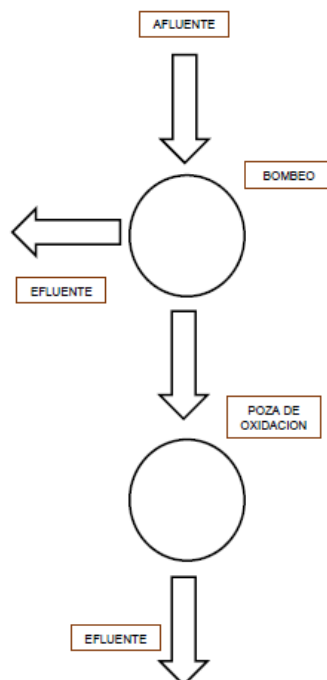 AFLUENTE
BOMBEO
EFLUENTE
POZA DE
OXIDACION
EFLUENTE